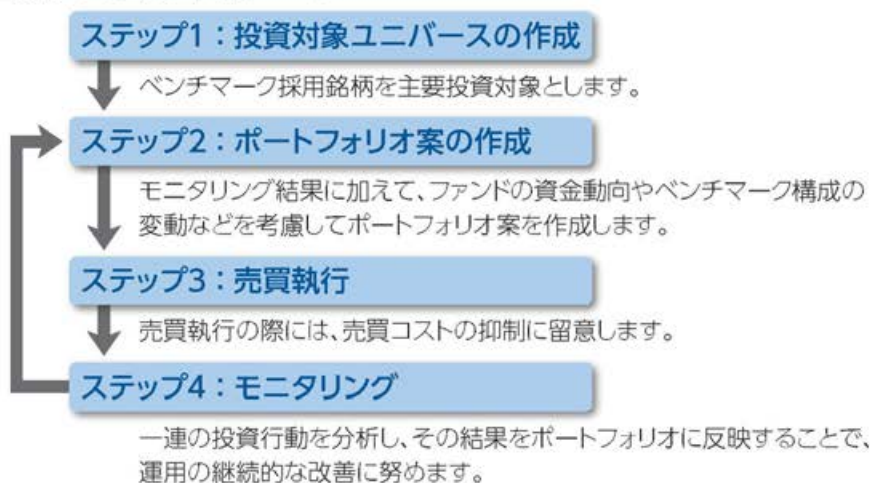 ステップ1：投資対象ユニバースの作成
ベンチマーク採用銘柄を主要投資対象とします。
ステップ2：ポートフォリオ案の作成
モニタリング結果に加えて、ファンドの資金動向やベンチマーク構成の
変動などを考慮してポートフォリオ案を作成します。
ステップ3：売買執行
売買執行の際には、売買コストの抑制に留意します。
ステップ4：モニタリング
一連の投資行動を分析し、その結果をポートフォリオに反映することで、
運用の継続的な改善に努めます。